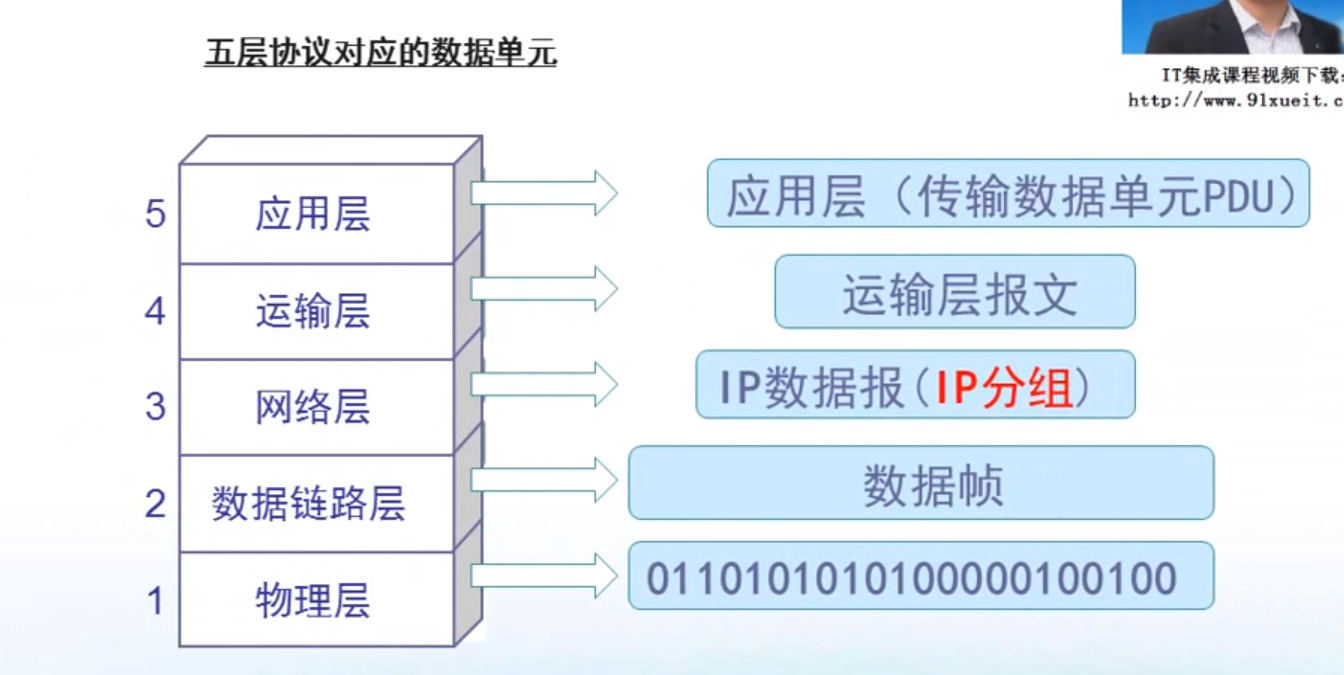 五层协议对应的数据单元
IT集成课程视频下载:
http://www.91xueit.c
5 应用层 应用层（传输数据单元PDU）
4 运输层 运输层报文
3 网络层 IP数据报(IP分组)
2 数据链路层 数据帧
1 物理层 0110101010100000100100